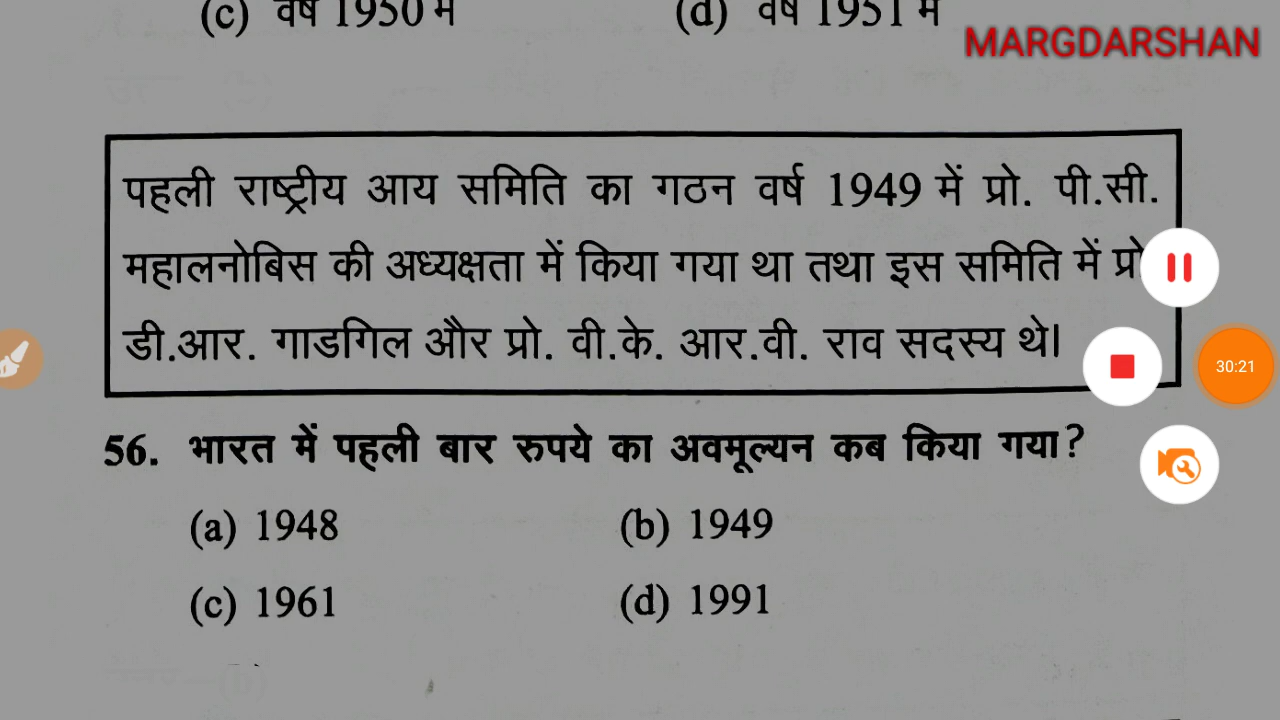 (c) वर्ष 1950 में (d) वर्ष 1951 में
MARGDARSHAN
पहली राष्ट्रीय आय समिति का गठन वर्ष 1949 में प्रो. पी.सी.
महालनोबिस की अध्यक्षता में किया गया था तथा इस समिति में प्रो
डी.आर. गाडगिल और प्रो. वी.के. आर.वी. राव सदस्य थे।
30:21
56. भारत में पहली बार रुपये का अवमूल्यन कब किया गया?
(a) 1948 (b) 1949
(c) 1961 (d) 1991